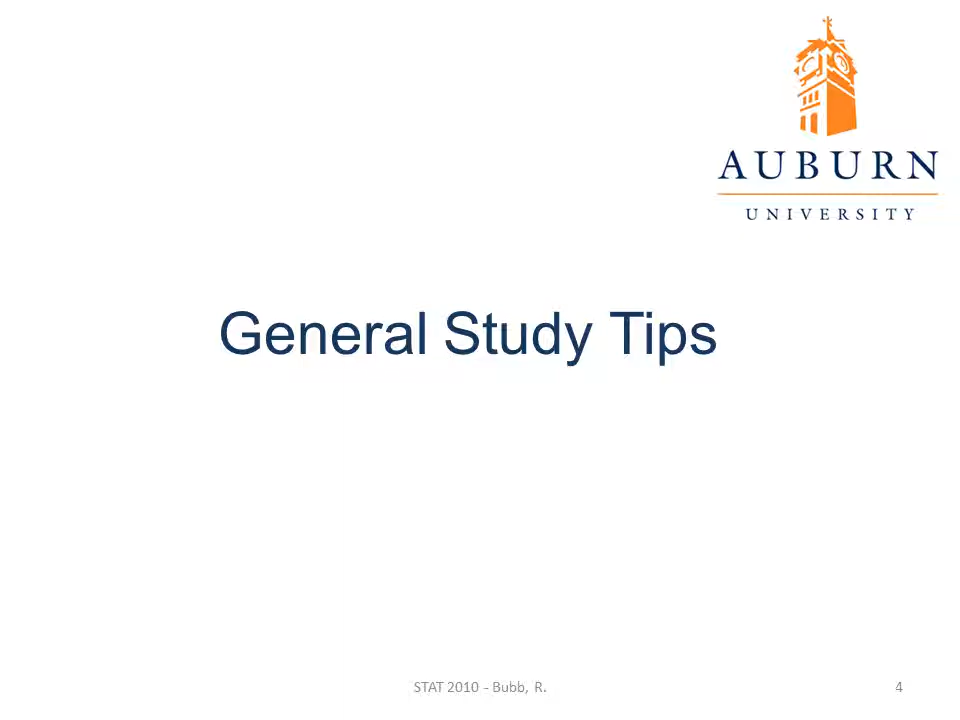 AUBURN
UNIVERSITY
General Study Tips
STAT 2010 - Bubb, R.
4